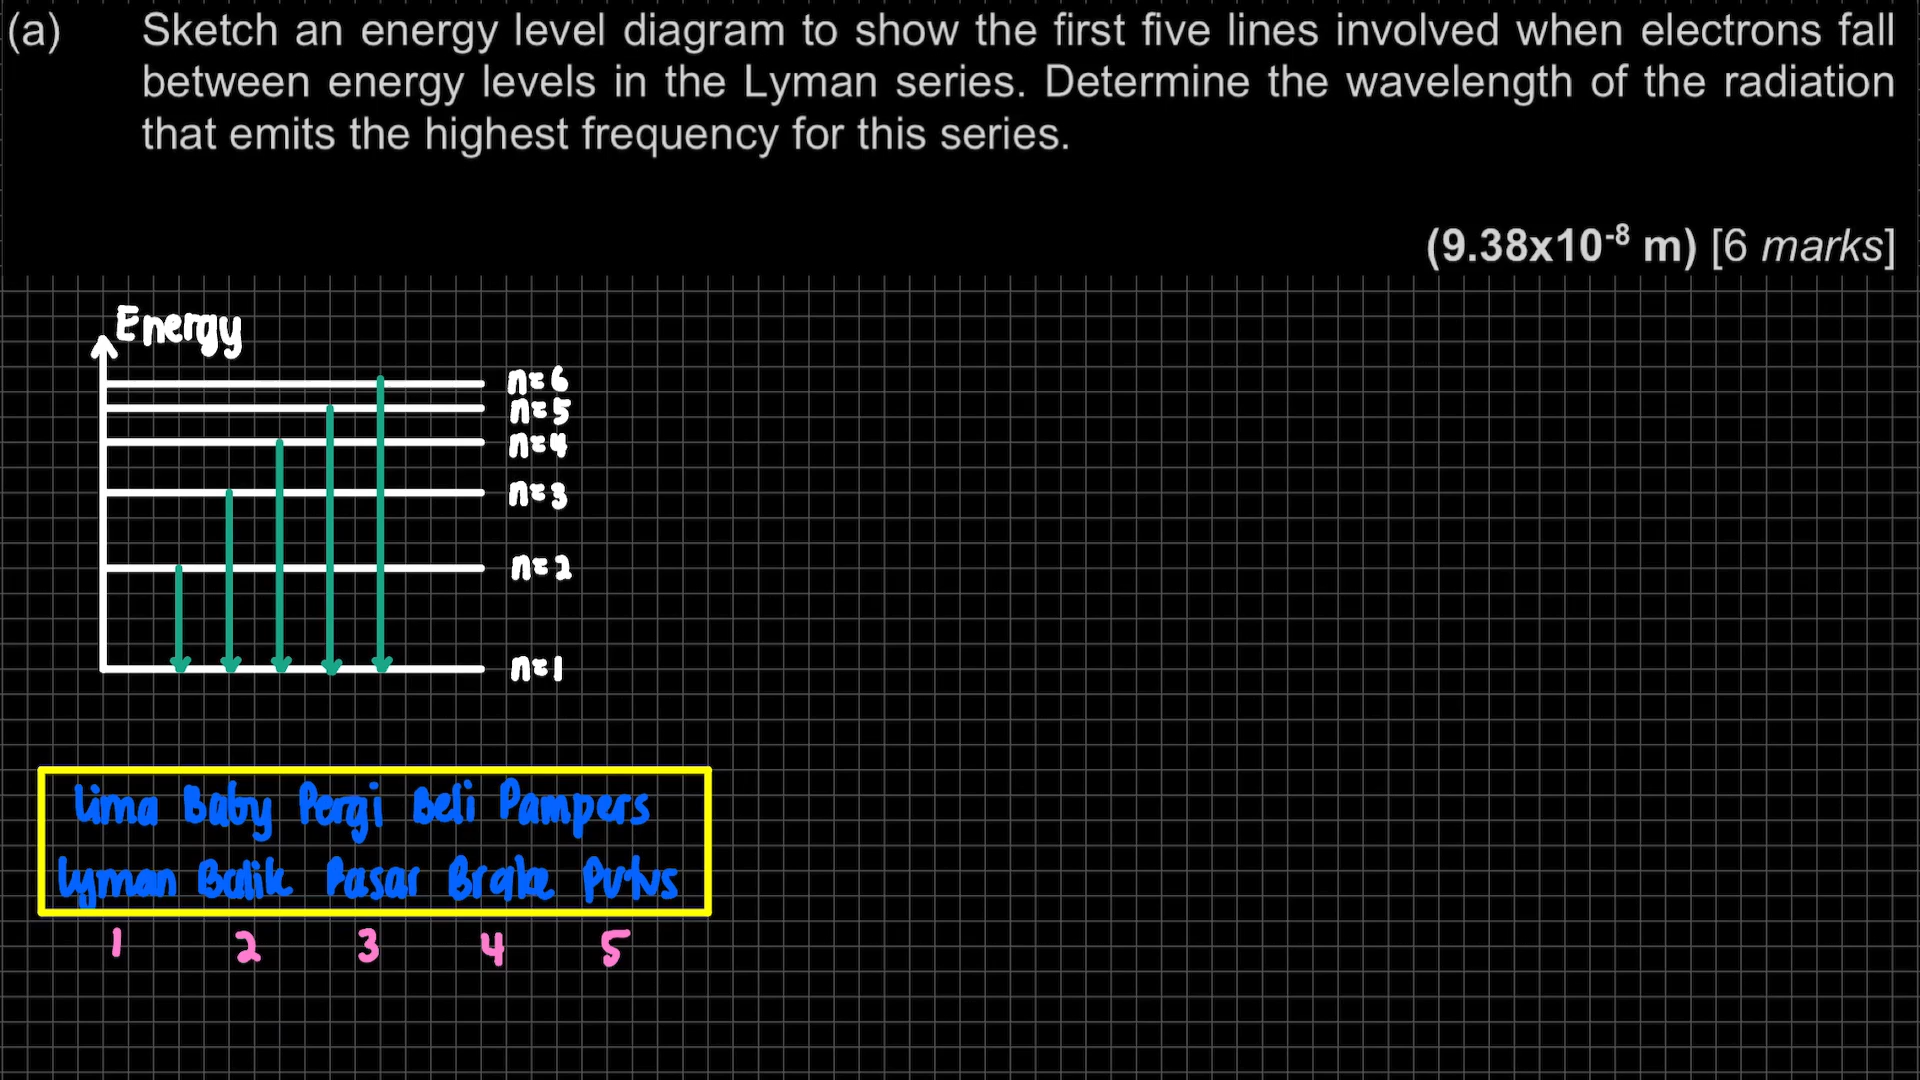 (a) Sketch an energy level diagram to show the first five lines involved when electrons fall
between energy levels in the Lyman series. Determine the wavelength of the radiation
that emits the highest frequency for this series.
(9.38x10⁻⁸ m) [6 marks]
Energy
n=6
n=5
n=4
n=3
n=2
n=1
Lima Baby Pergi Beli Pampers
Lyman Balik Pasar Brake Putus
1 2 3 4 5